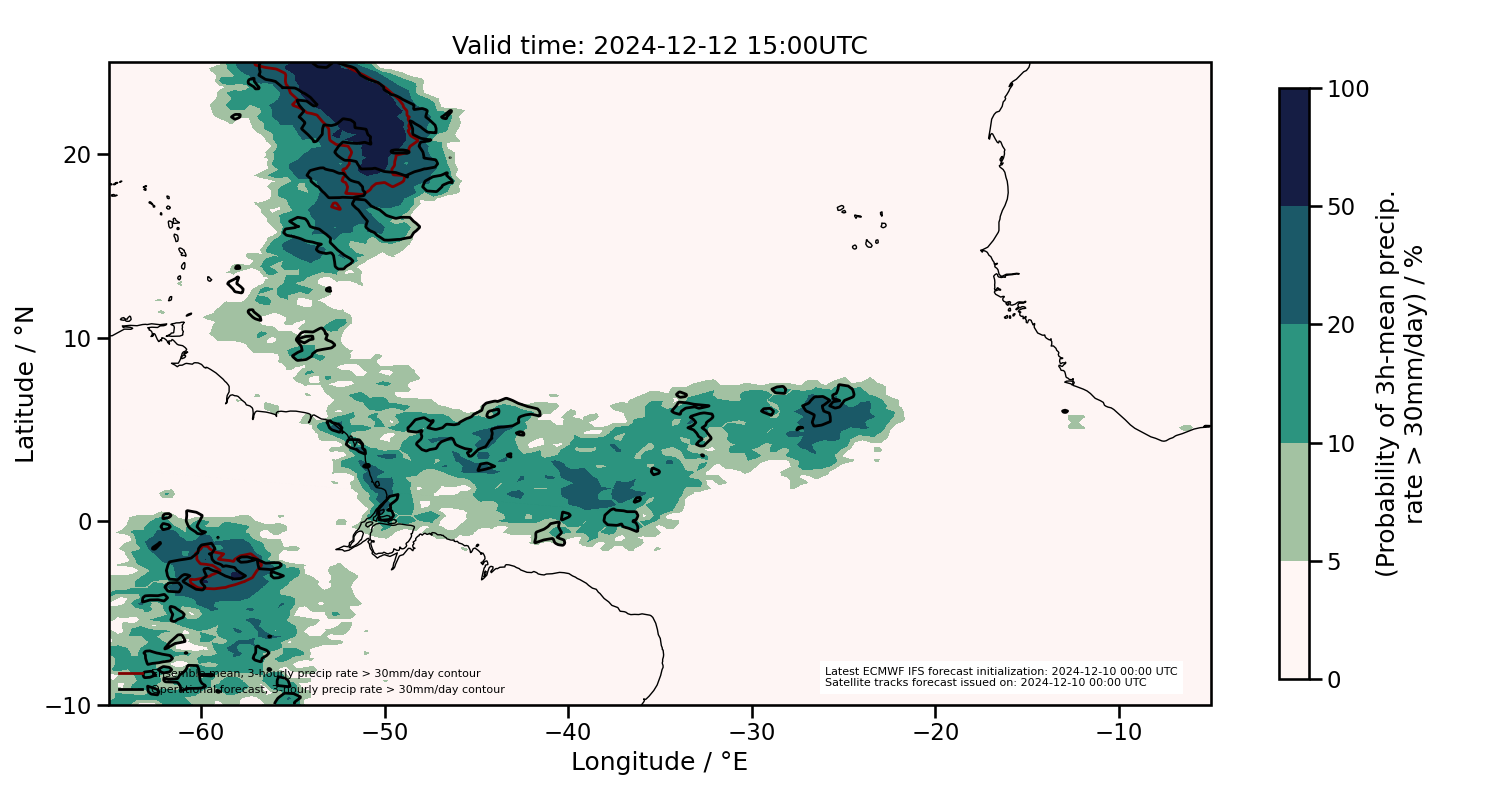 Valid time: 2024-12-12 15:00UTC
20
10
0
−10
Latitude / °N
−60
−50
−40
−30
−20
−10
Longitude / °E
Ensemble mean, 3-hourly precip rate > 30mm/day contour
Operational forecast, 3-hourly precip rate > 30mm/day contour
Latest ECMWF IFS forecast initialization: 2024-12-10 00:00 UTC
Satellite tracks forecast issued on: 2024-12-10 00:00 UTC
100
50
20
10
5
0
(Probability of 3h-mean precip.
rate > 30mm/day) / %